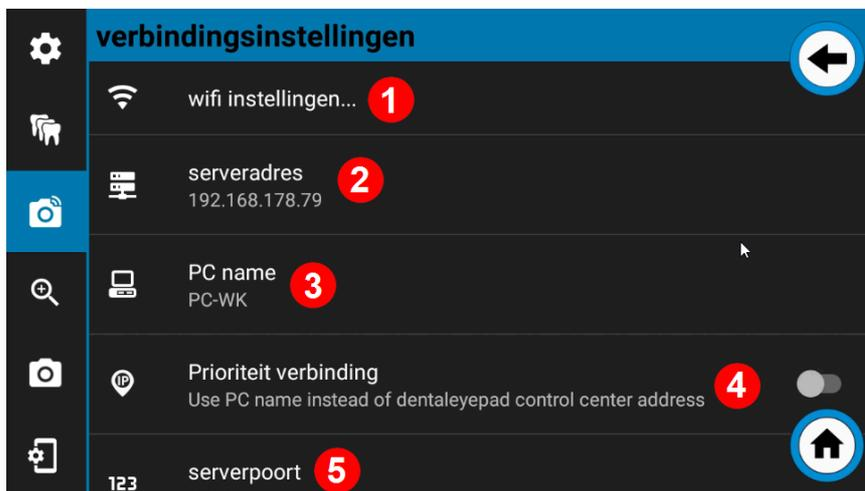 verbindingsinstellingen
wifi instellingen... 1
serveradres 2
192.168.178.79
PC name 3
PC-WK
IP Prioriteit verbinding
Use PC name instead of dentaleyepad control center address 4
123 serverpoort 5